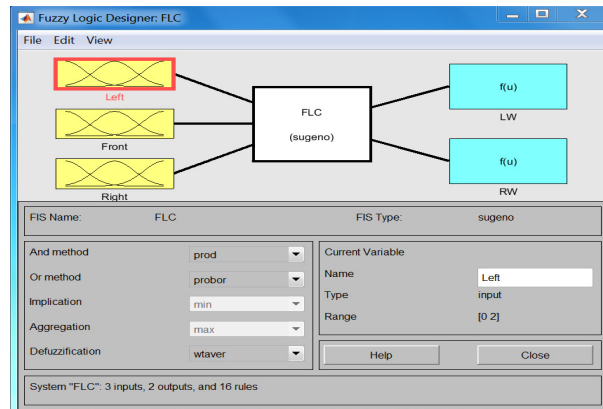 Fuzzy Logic Designer: FLC
File Edit View
Left
Front
Right
FLC
(sugeno)
f(u)
LW
f(u)
RW
FIS Name: FLC FIS Type: sugeno
And method prod
Or method probor
Implication min
Aggregation max
Defuzzification wtaver
Current Variable
Name Left
Type input
Range [0 2]
Help Close
System "FLC": 3 inputs, 2 outputs, and 16 rules